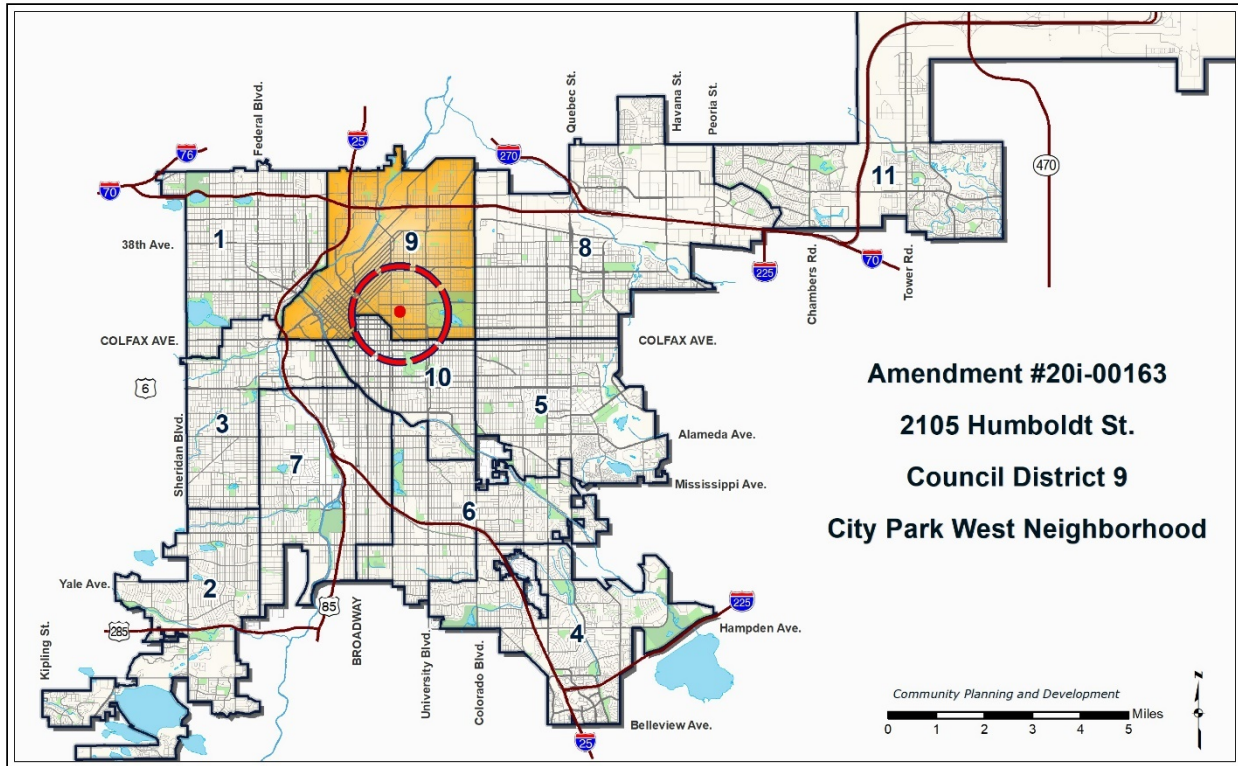 Federal Blvd.
Quebec St.
Havana St.
Peoria St.
25
76
270
70
470
11
1
9
8
38th Ave.
225
70
Chambers Rd.
Tower Rd.
COLFAX AVE.
COLFAX AVE.
6
10
Amendment #20i-00163
5
3
2105 Humboldt St.
Alameda Ave.
Sheridan Blvd.
7
Council District 9
Mississippi Ave.
6
City Park West Neighborhood
Yale Ave.
2
85
BROADWAY
225
285
Kipling St.
University Blvd.
Colorado Blvd.
4
Hampden Ave.
N
Community Planning and Development
Miles
0 1 2 3 4 5
Belleview Ave.
25